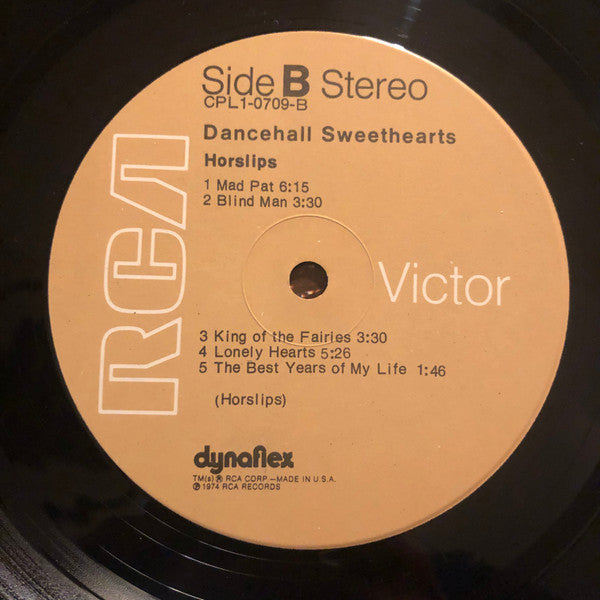 Side B Stereo
CPL1-0709-B
Dancehall Sweethearts
Horslips
1 Mad Pat 6:15
2 Blind Man 3:30
RCA
Victor
3 King of the Fairies 3:30
4 Lonely Hearts 5:26
5 The Best Years of My Life 1:46
(Horslips)
dynaflex
TM(s) ® RCA CORP.—MADE IN U.S.A.
℗ 1974 RCA RECORDS